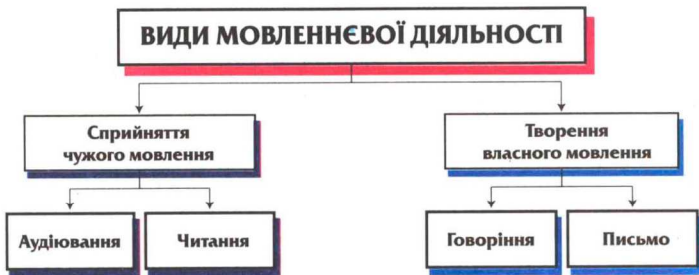 ВИДИ МОВЛЕННЄВОЇ ДІЯЛЬНОСТІ
Сприйняття
чужого мовлення
Творення
власного мовлення
Аудіювання
Читання
Говоріння
Письмо